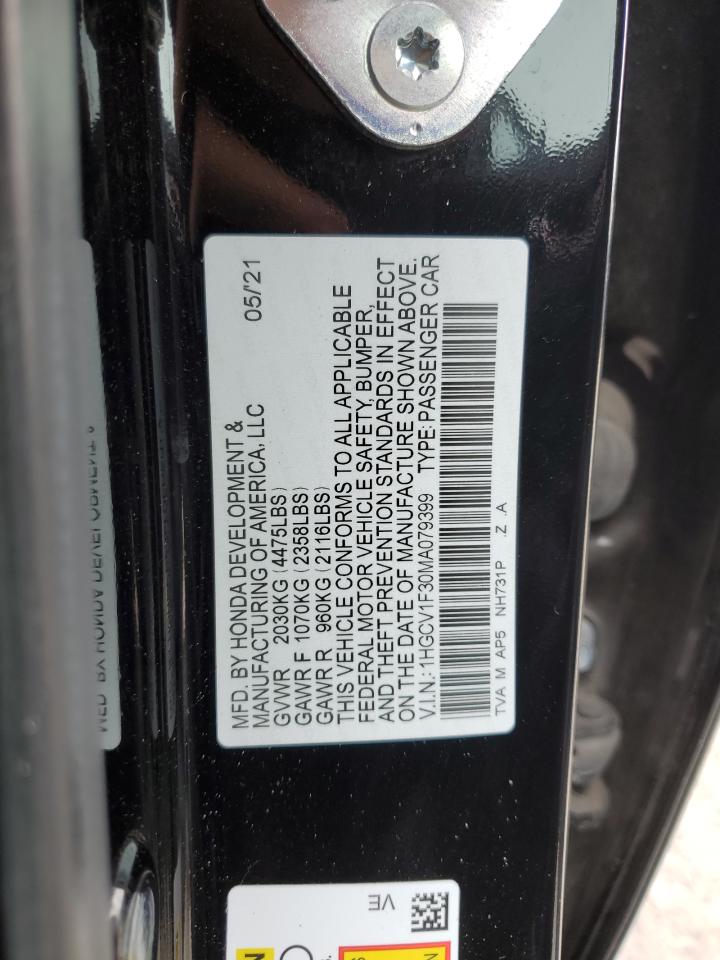 MFD. BY HONDA DEVELOPMENT &
MANUFACTURING OF AMERICA, LLC 05/'21
GVWR 2030KG (4475LBS)
GAWR F 1070KG (2358LBS)
GAWR R 960KG (2116LBS)
THIS VEHICLE CONFORMS TO ALL APPLICABLE
FEDERAL MOTOR VEHICLE SAFETY, BUMPER,
AND THEFT PREVENTION STANDARDS IN EFFECT
ON THE DATE OF MANUFACTURE SHOWN ABOVE.
V.I.N.: 1HGCV1F30MA079399 TYPE: PASSENGER CAR
TVA M AP5 NH731P .Z .A
VE